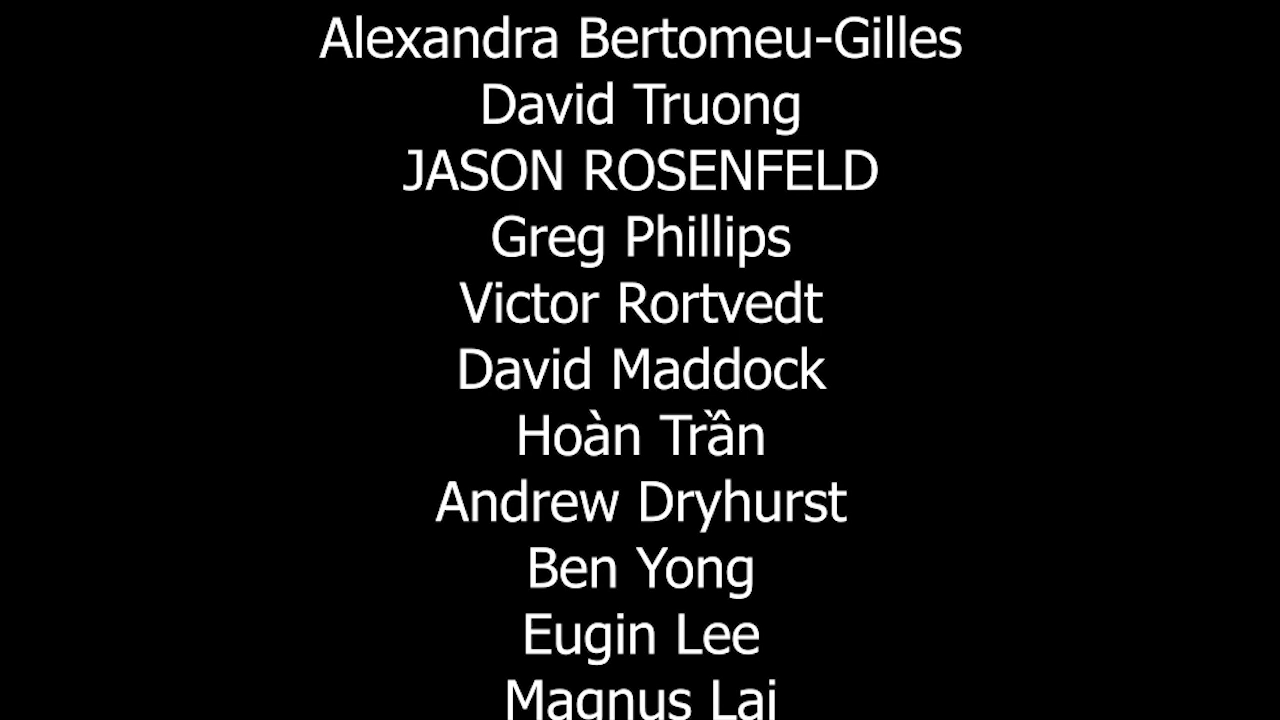 Alexandra Bertomeu-Gilles
David Truong
JASON ROSENFELD
Greg Phillips
Victor Rortvedt
David Maddock
Hoàn Trần
Andrew Dryhurst
Ben Yong
Eugin Lee
Magnus Lai